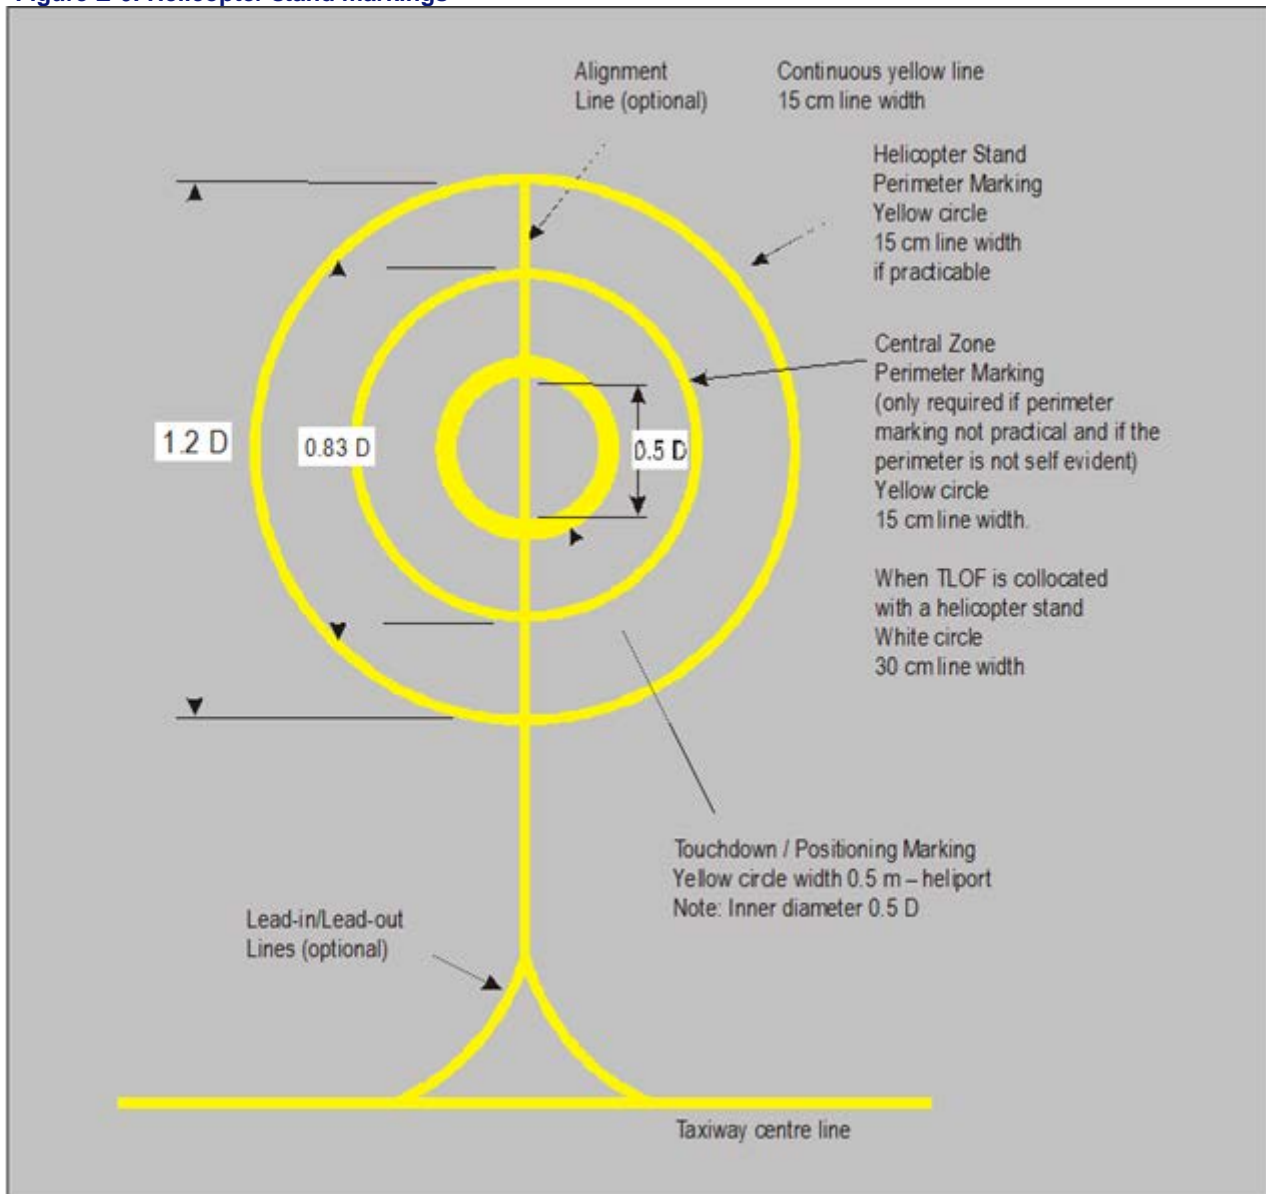 Alignment
Line (optional)
Continuous yellow line
15 cm line width
Helicopter Stand
Perimeter Marking
Yellow circle
15 cm line width
if practicable
Central Zone
Perimeter Marking
(only required if perimeter
marking not practical and if the
perimeter is not self evident)
Yellow circle
15 cm line width.
1.2 D
0.83 D
0.5 D
When TLOF is collocated
with a helicopter stand
White circle
30 cm line width
Touchdown / Positioning Marking
Yellow circle width 0.5 m – heliport
Note: Inner diameter 0.5 D
Lead-in/Lead-out
Lines (optional)
Taxiway centre line